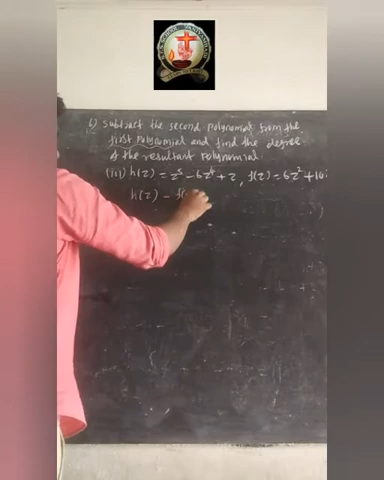 6) Subtract the second polynomial from the
first polynomial and find the degree
of the resultant polynomial
(iii) h(z) = z⁵ - 6z⁴ + z, f(z) = 6z² + 10
h(z) - f(